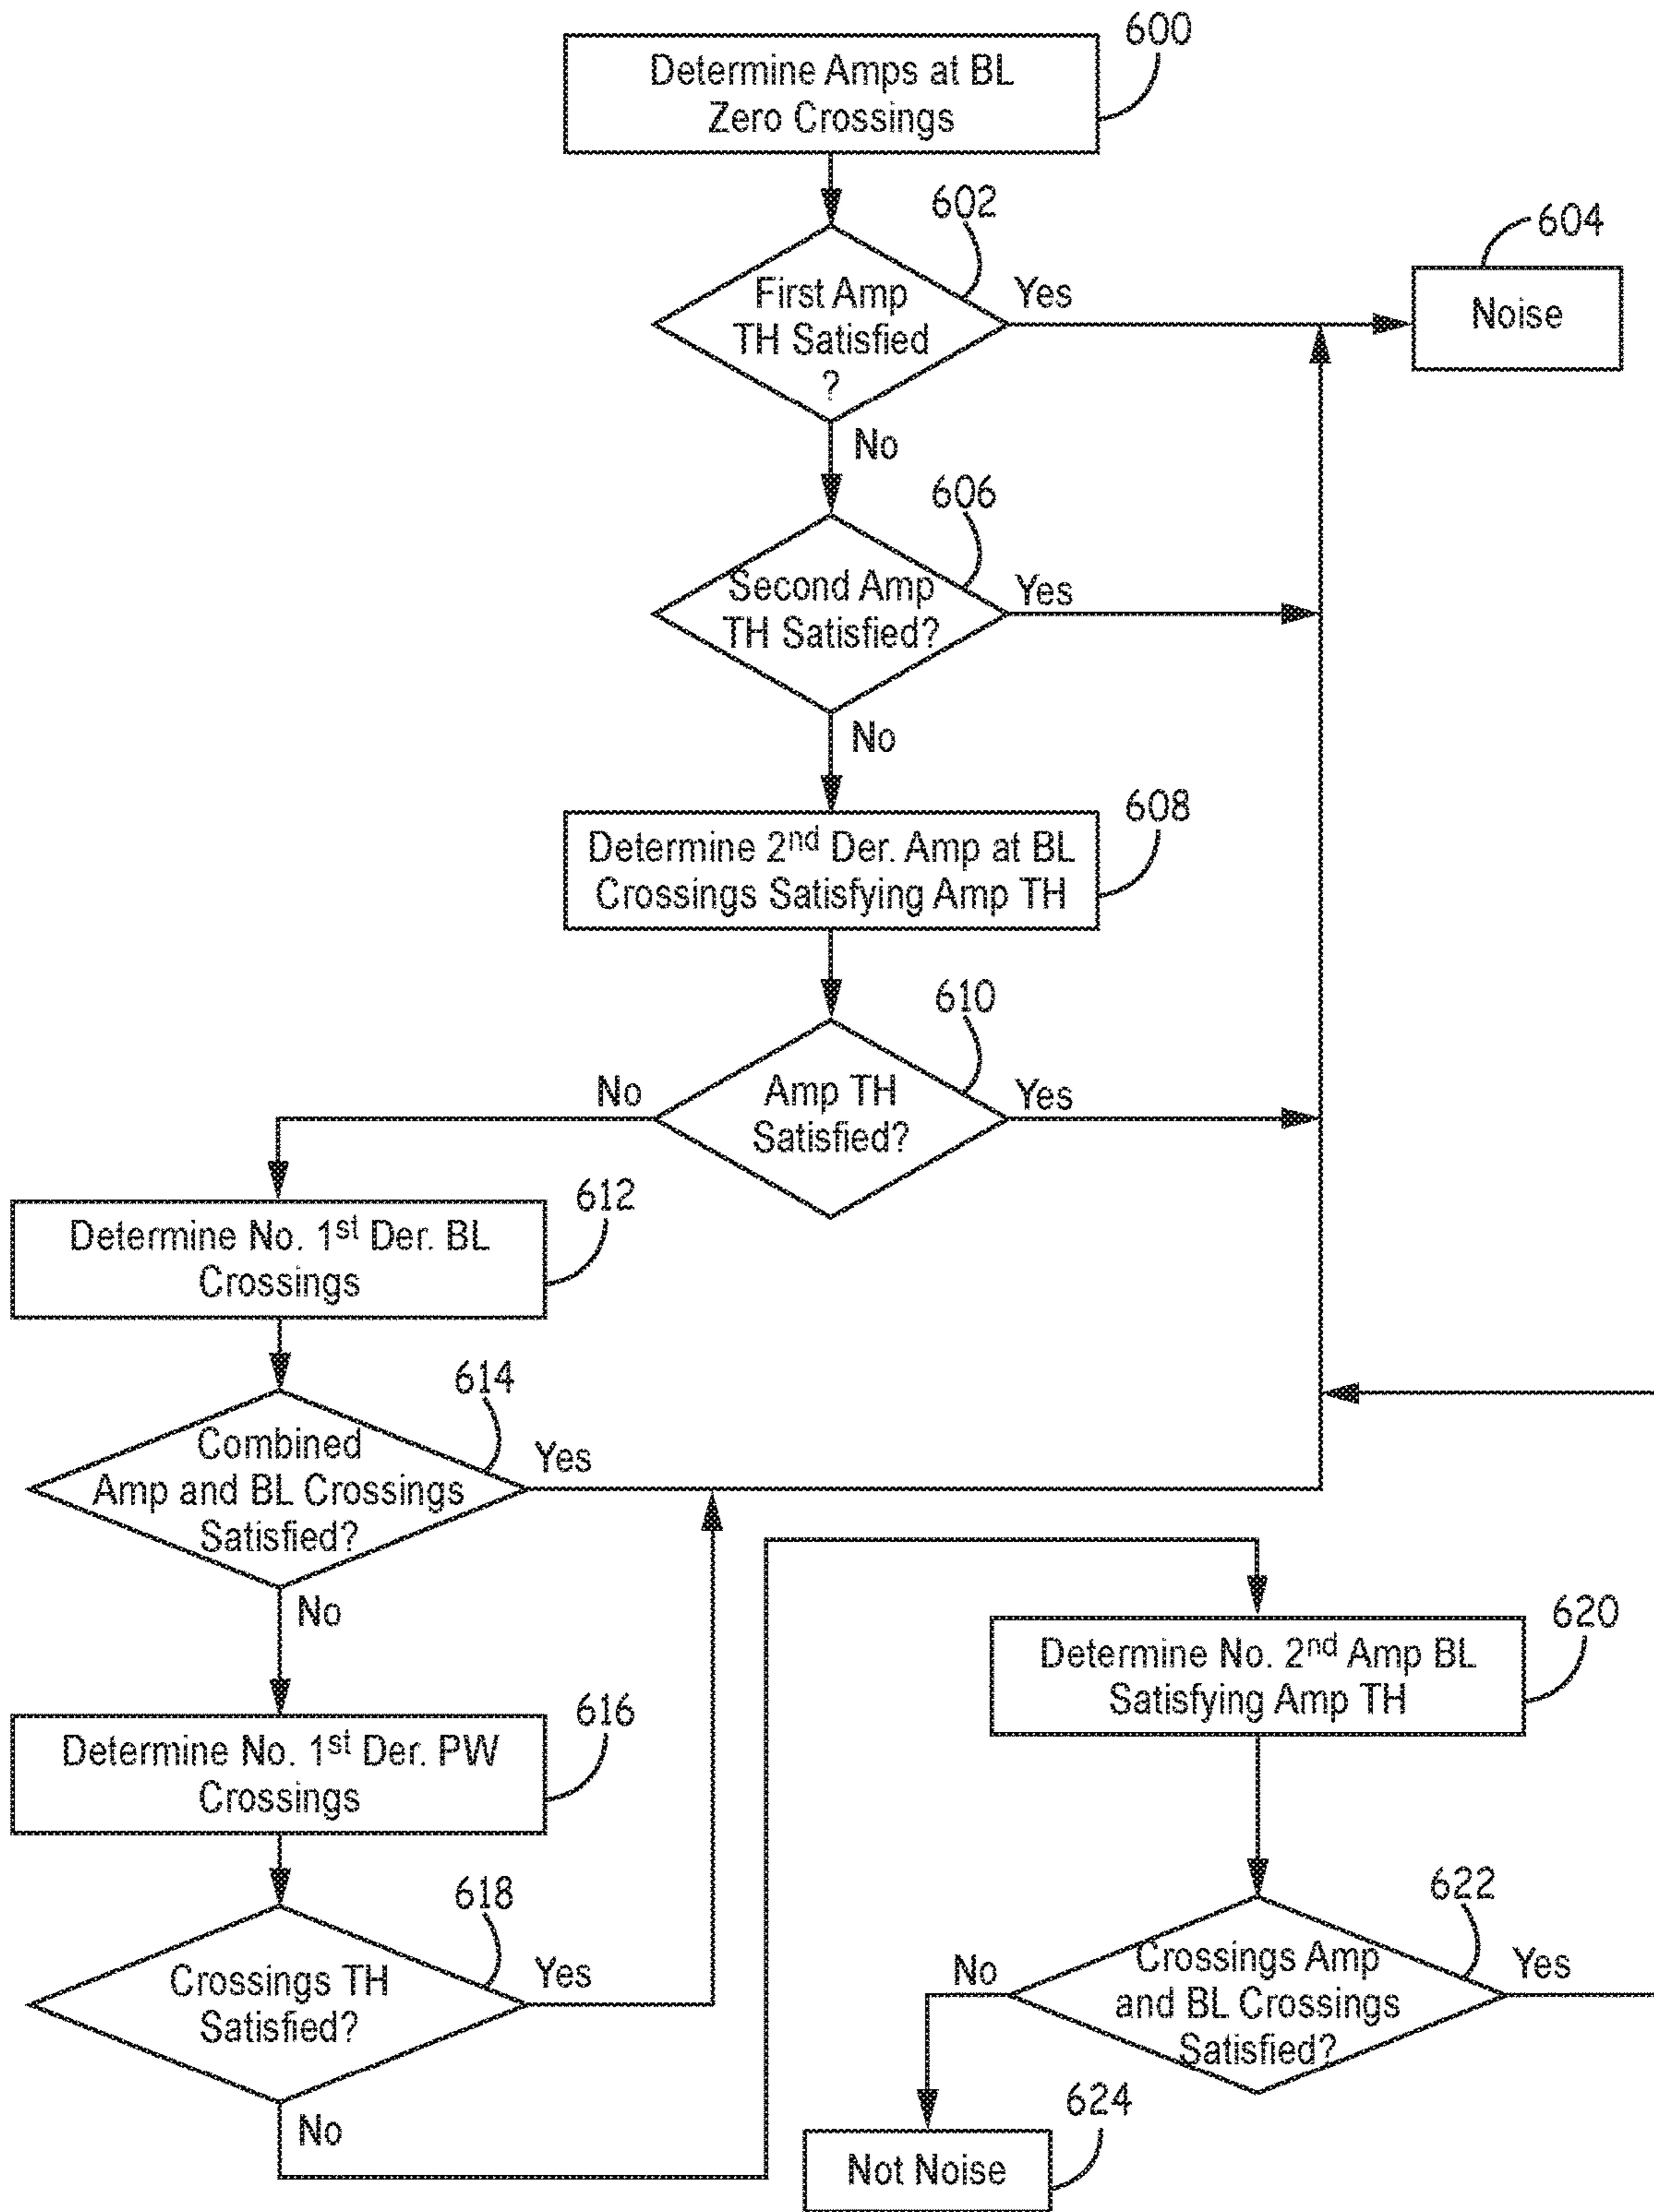 600
Determine Amps at BL
Zero Crossings
602
604
First Amp
TH Satisfied
?
Yes
Noise
No
606
Second Amp
TH Satisfied?
Yes
No
608
Determine 2nd Der. Amp at BL
Crossings Satisfying Amp TH
610
No
Amp TH
Satisfied?
Yes
612
Determine No. 1st Der. BL
Crossings
614
Combined
Amp and BL Crossings
Satisfied?
Yes
No
616
Determine No. 1st Der. PW
Crossings
618
Crossings TH
Satisfied?
Yes
No
620
Determine No. 2nd Amp BL
Satisfying Amp TH
622
No
Crossings Amp
and BL Crossings
Satisfied?
Yes
624
Not Noise